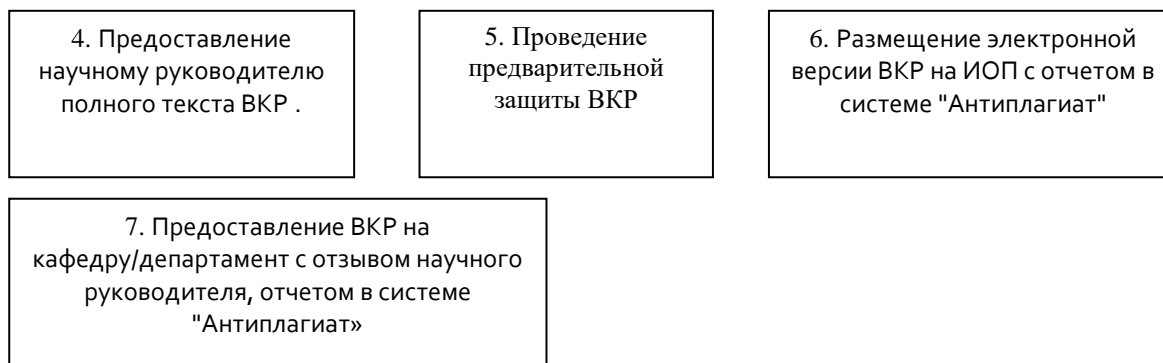 4. Предоставление
научному руководителю
полного текста ВКР .
5. Проведение
предварительной
защиты ВКР
6. Размещение электронной
версии ВКР на ИОП с отчетом в
системе "Антиплагиат"
7. Предоставление ВКР на
кафедру/департамент с отзывом научного
руководителя, отчетом в системе
"Антиплагиат»